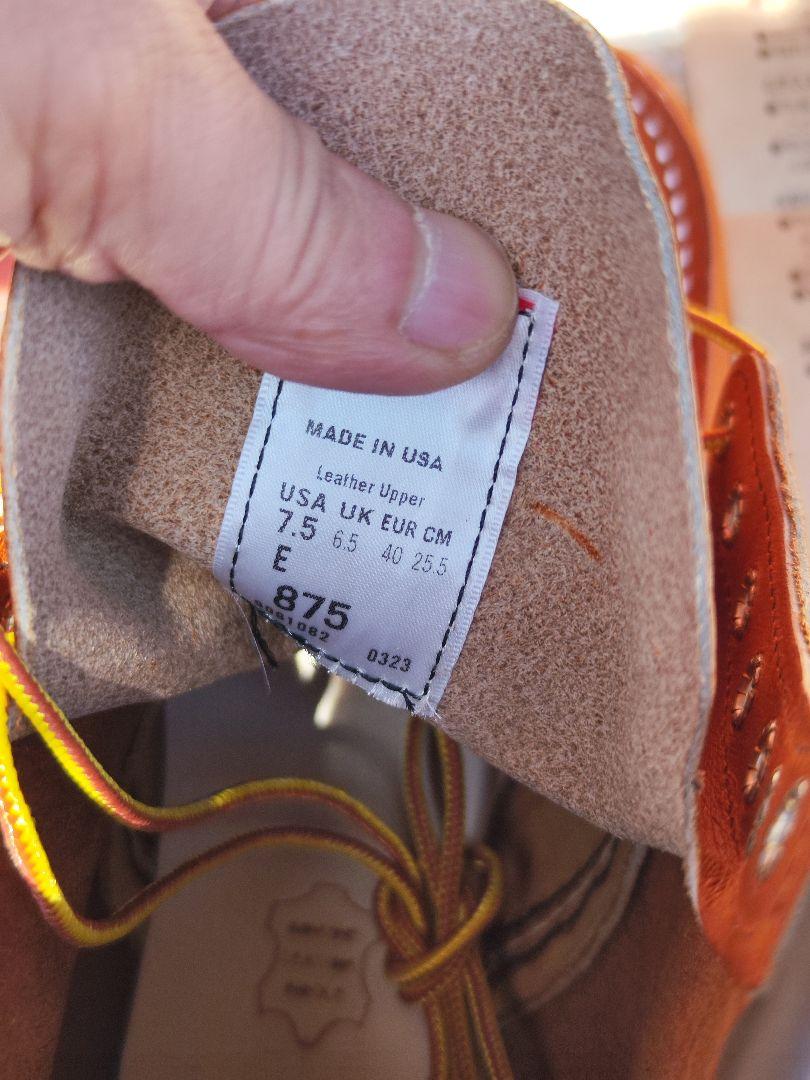 MADE IN USA
Leather Upper
USA UK EUR CM
7.5 6.5 40 25.5
E
875
0323